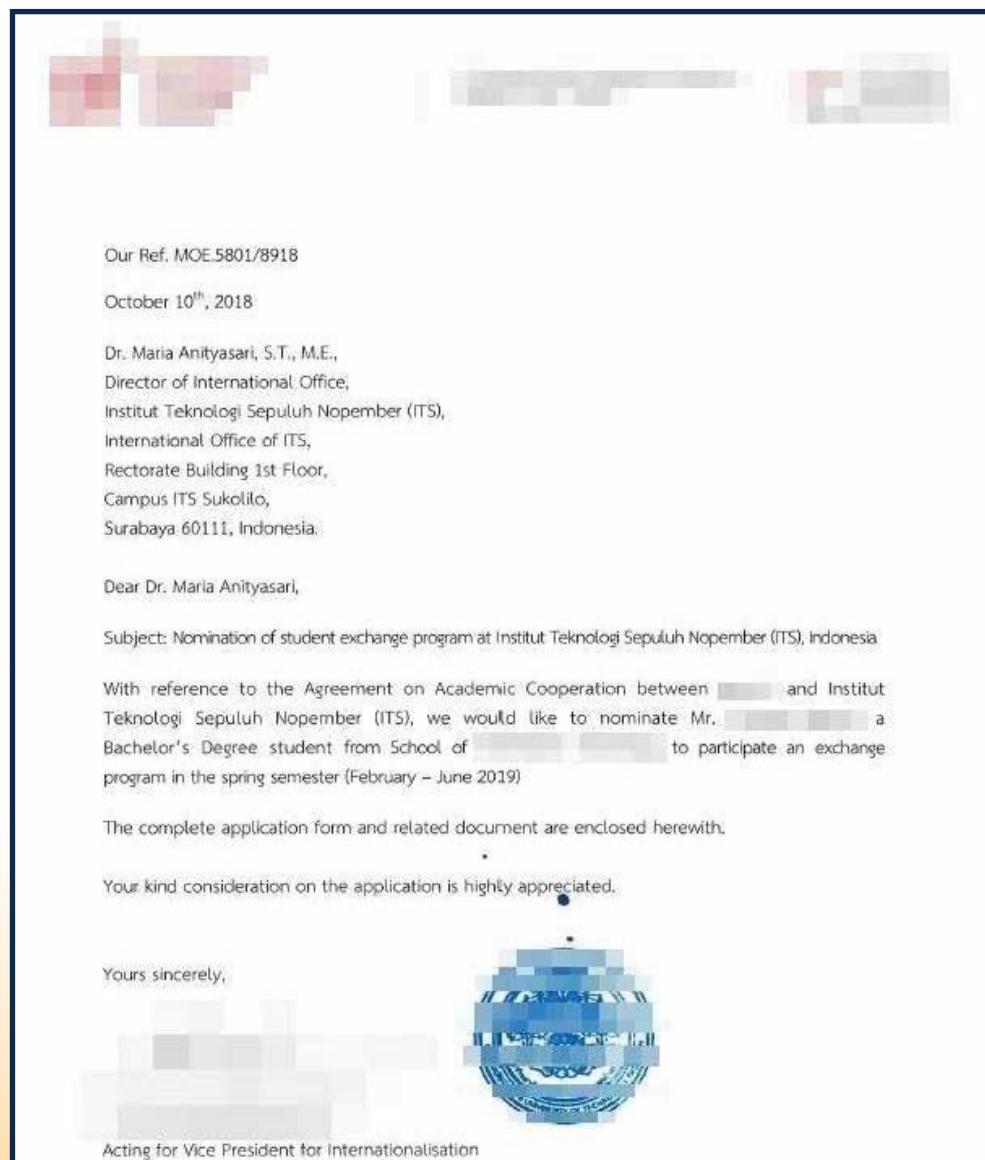 Our Ref. MOE.5801/8918
October 10th, 2018
Dr. Maria Anityasari, S.T., M.E.,
Director of International Office,
Institut Teknologi Sepuluh Nopember (ITS),
International Office of ITS,
Rectorate Building 1st Floor,
Campus ITS Sukolilo,
Surabaya 60111, Indonesia.
Dear Dr. Maria Anityasari,
Subject: Nomination of student exchange program at Institut Teknologi Sepuluh Nopember (ITS), Indonesia
With reference to the Agreement on Academic Cooperation between and Institut
Teknologi Sepuluh Nopember (ITS), we would like to nominate Mr. a
Bachelor's Degree student from School of to participate an exchange
program in the spring semester (February – June 2019)
The complete application form and related document are enclosed herewith.
Your kind consideration on the application is highly appreciated.
Yours sincerely,
Acting for Vice President for Internationalisation